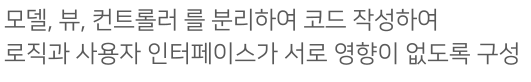 모델, 뷰, 컨트롤러 를 분리하여 코드 작성하여
로직과 사용자 인터페이스가 서로 영향이 없도록 구성